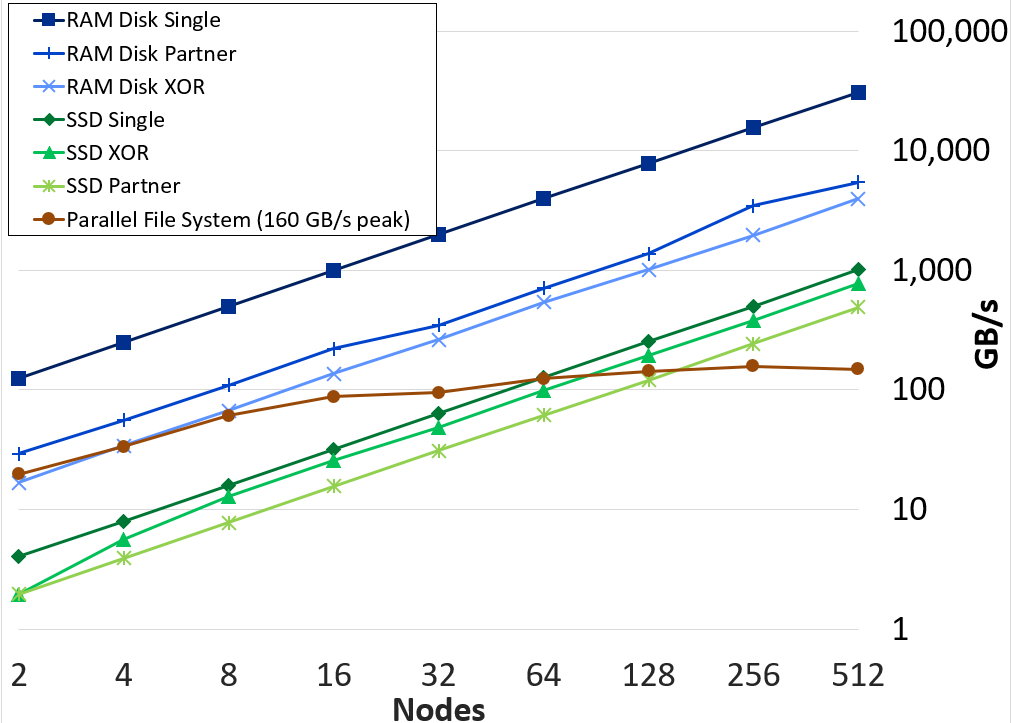 RAM Disk Single
RAM Disk Partner
RAM Disk XOR
SSD Single
SSD XOR
SSD Partner
Parallel File System (160 GB/s peak)
100,000
10,000
1,000
100
10
1
GB/s
2 4 8 16 32 64 128 256 512
Nodes